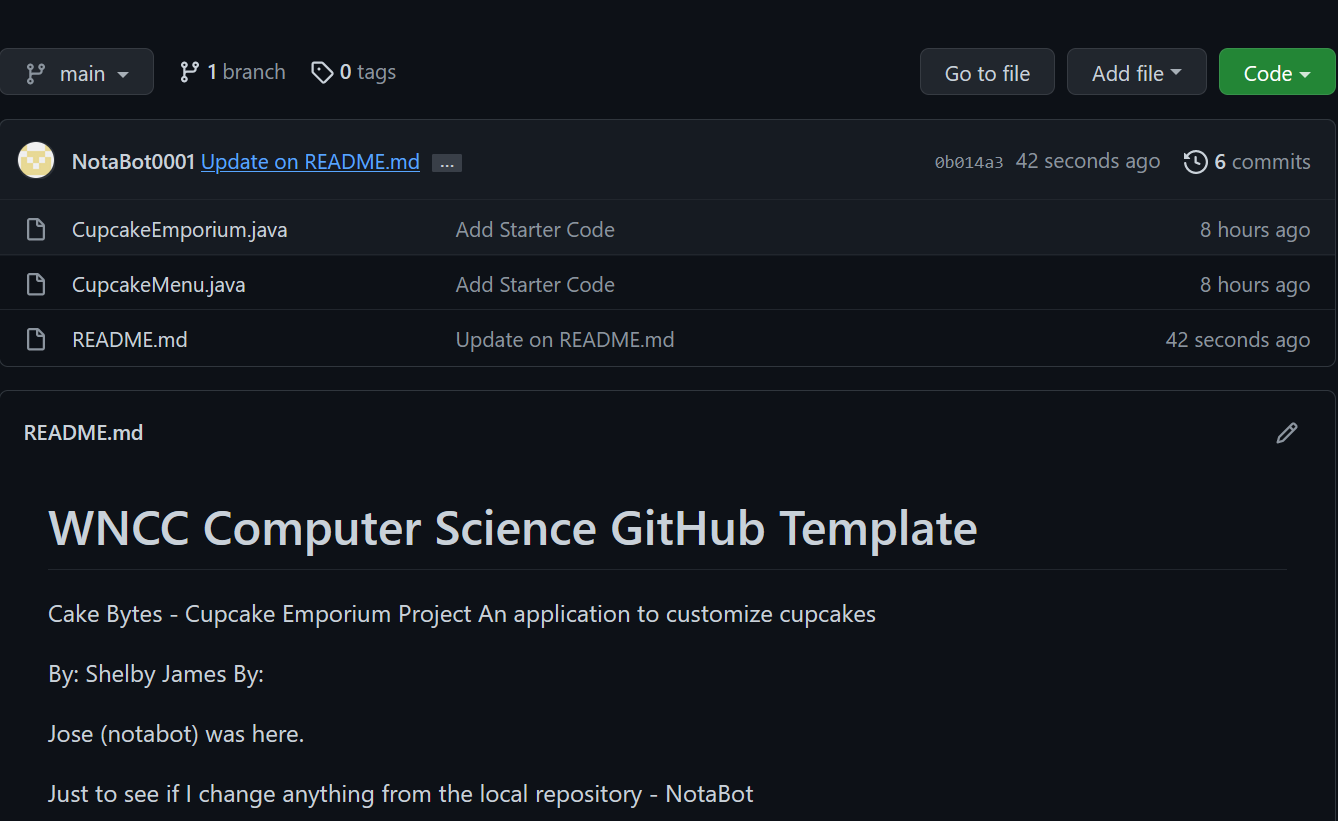 main 1 branch 0 tags Go to file Add file Code
NotaBot0001 Update on README.md ... 0b014a3 42 seconds ago 6 commits
CupcakeEmporium.java Add Starter Code 8 hours ago
CupcakeMenu.java Add Starter Code 8 hours ago
README.md Update on README.md 42 seconds ago
README.md
WNCC Computer Science GitHub Template
Cake Bytes - Cupcake Emporium Project An application to customize cupcakes
By: Shelby James By:
Jose (notabot) was here.
Just to see if I change anything from the local repository - NotaBot